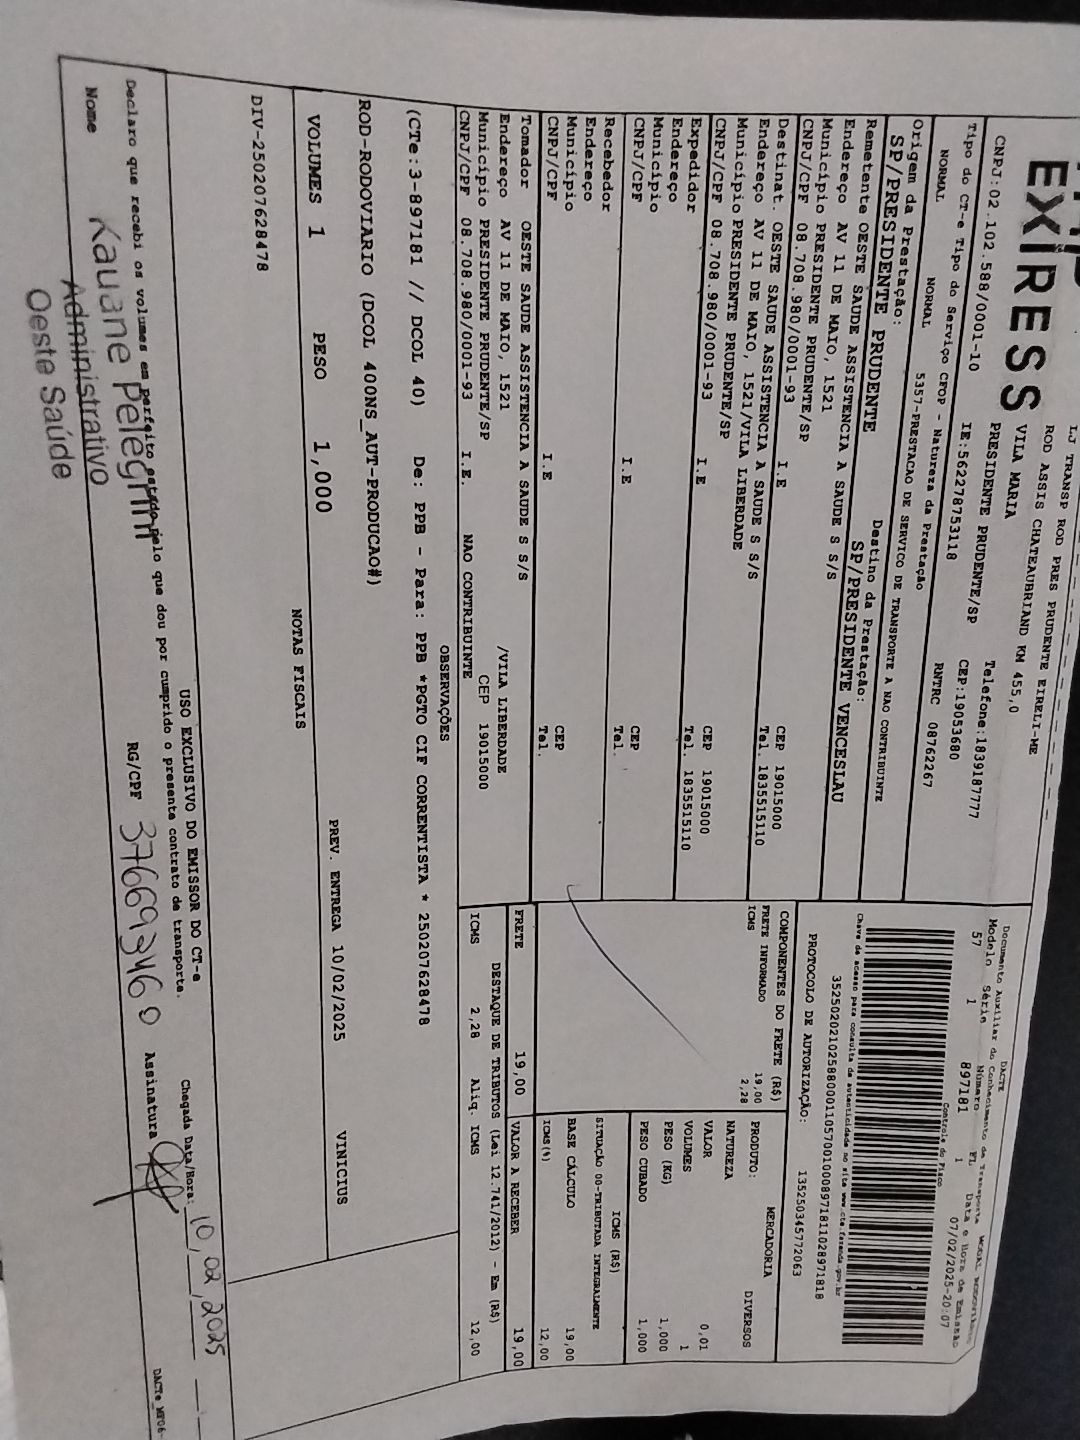 EXPRESS
LJ TRANSP ROD PRES PRUDENTE EIRELI-ME
ROD ASSIS CHATEAUBRIAND KM 455,0
VILA MARIA
PRESIDENTE PRUDENTE/SP Telefone:1839187777
CNPJ:02.102.588/0001-10 IE:562278753118 CEP:19053680
Tipo do CT-e Tipo do Serviço CFOP - Natureza da Prestação RNTRC 08762267
NORMAL NORMAL 5357-PRESTACAO DE SERVICO DE TRANSPORTE A NAO CONTRIBUINTE
Origem da Prestação: Destino da Prestação:
SP/PRESIDENTE PRUDENTE SP/PRESIDENTE VENCESLAU
Remetente OESTE SAUDE ASSISTENCIA A SAUDE S S/S
Endereço AV 11 DE MAIO, 1521
Município PRESIDENTE PRUDENTE/SP CEP 19015000
CNPJ/CPF 08.708.980/0001-93 I.E Tel. 1835515110
Destinat. OESTE SAUDE ASSISTENCIA A SAUDE S S/S
Endereço AV 11 DE MAIO, 1521/VILA LIBERDADE
Município PRESIDENTE PRUDENTE/SP CEP 19015000
CNPJ/CPF 08.708.980/0001-93 I.E Tel. 1835515110
Expedidor
Endereço
Município CEP
CNPJ/CPF I.E Tel.
Recebedor
Endereço
Município CEP
CNPJ/CPF I.E Tel.
Tomador OESTE SAUDE ASSISTENCIA A SAUDE S S/S
Endereço AV 11 DE MAIO, 1521 /VILA LIBERDADE
Município PRESIDENTE PRUDENTE/SP CEP 19015000
CNPJ/CPF 08.708.980/0001-93 I.E. NAO CONTRIBUINTE
DACTE
Documento Auxiliar do Conhecimento de Transporte MODAL RODOVIÁRIO
Modelo Série Número FL Data e Hora de Emissão
57 1 897181 1 07/02/2025-20:07
Controle do Fisco
Chave de acesso para consulta de autenticidade no site www.cte.fazenda.gov.br
35250202102588000110570010008971811028971818
PROTOCOLO DE AUTORIZAÇÃO: 135250345772063
COMPONENTES DO FRETE (R$)
FRETE INFORMADO 19,00
ICMS 2,28
PRODUTO: MERCADORIA
NATUREZA DIVERSOS
VALOR 0,01
VOLUMES 1
PESO (KG) 1,000
PESO CUBADO 1,000
ICMS (R$)
SITUAÇÃO 00-TRIBUTADA INTEGRALMENTE
BASE CÁLCULO 19,00
ICMS(%) 12,00
FRETE 19,00 VALOR A RECEBER 19,00
DESTAQUE DE TRIBUTOS (Lei 12.741/2012) - Em (R$)
ICMS 2,28 Aliq. ICMS 12,00
OBSERVAÇÕES
(CTe:3-897181 // DCOL 40) De: PPB - Para: PPB *PGTO CIF CORRENTISTA * 250207628478
ROD-RODOVIARIO (DCOL 400NS_AUT-PRODUCAO#)
VOLUMES 1 PESO 1,000 PREV. ENTREGA 10/02/2025 VINICIUS
NOTAS FISCAIS
DIV-250207628478
USO EXCLUSIVO DO EMISSOR DO CT-e
Declaro que recebi os volumes em perfeito estado pelo que dou por cumprido o presente contrato de transporte.
Chegada Data/Hora: 10,02,2025
Nome Kauane Pelegrini RG/CPF 376693460 Assinatura
Administrativo
Oeste Saúde